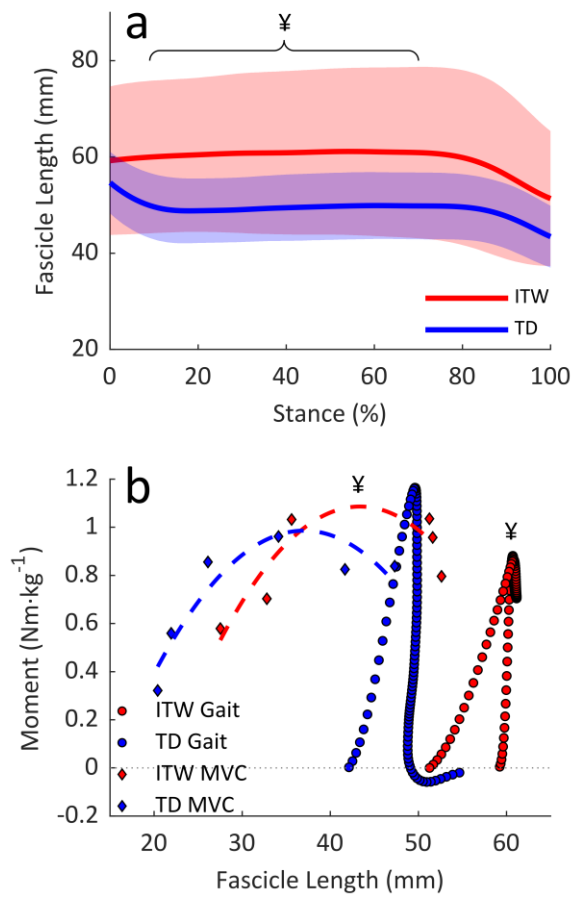 a
¥
80
60
40
20
Fascicle Length (mm)
ITW
TD
0
20
40
60
80
100
Stance (%)
b
¥
¥
1.2
1
0.8
0.6
0.4
0.2
0
-0.2
Moment (Nm·kg⁻¹)
ITW Gait
TD Gait
ITW MVC
TD MVC
20
30
40
50
60
Fascicle Length (mm)